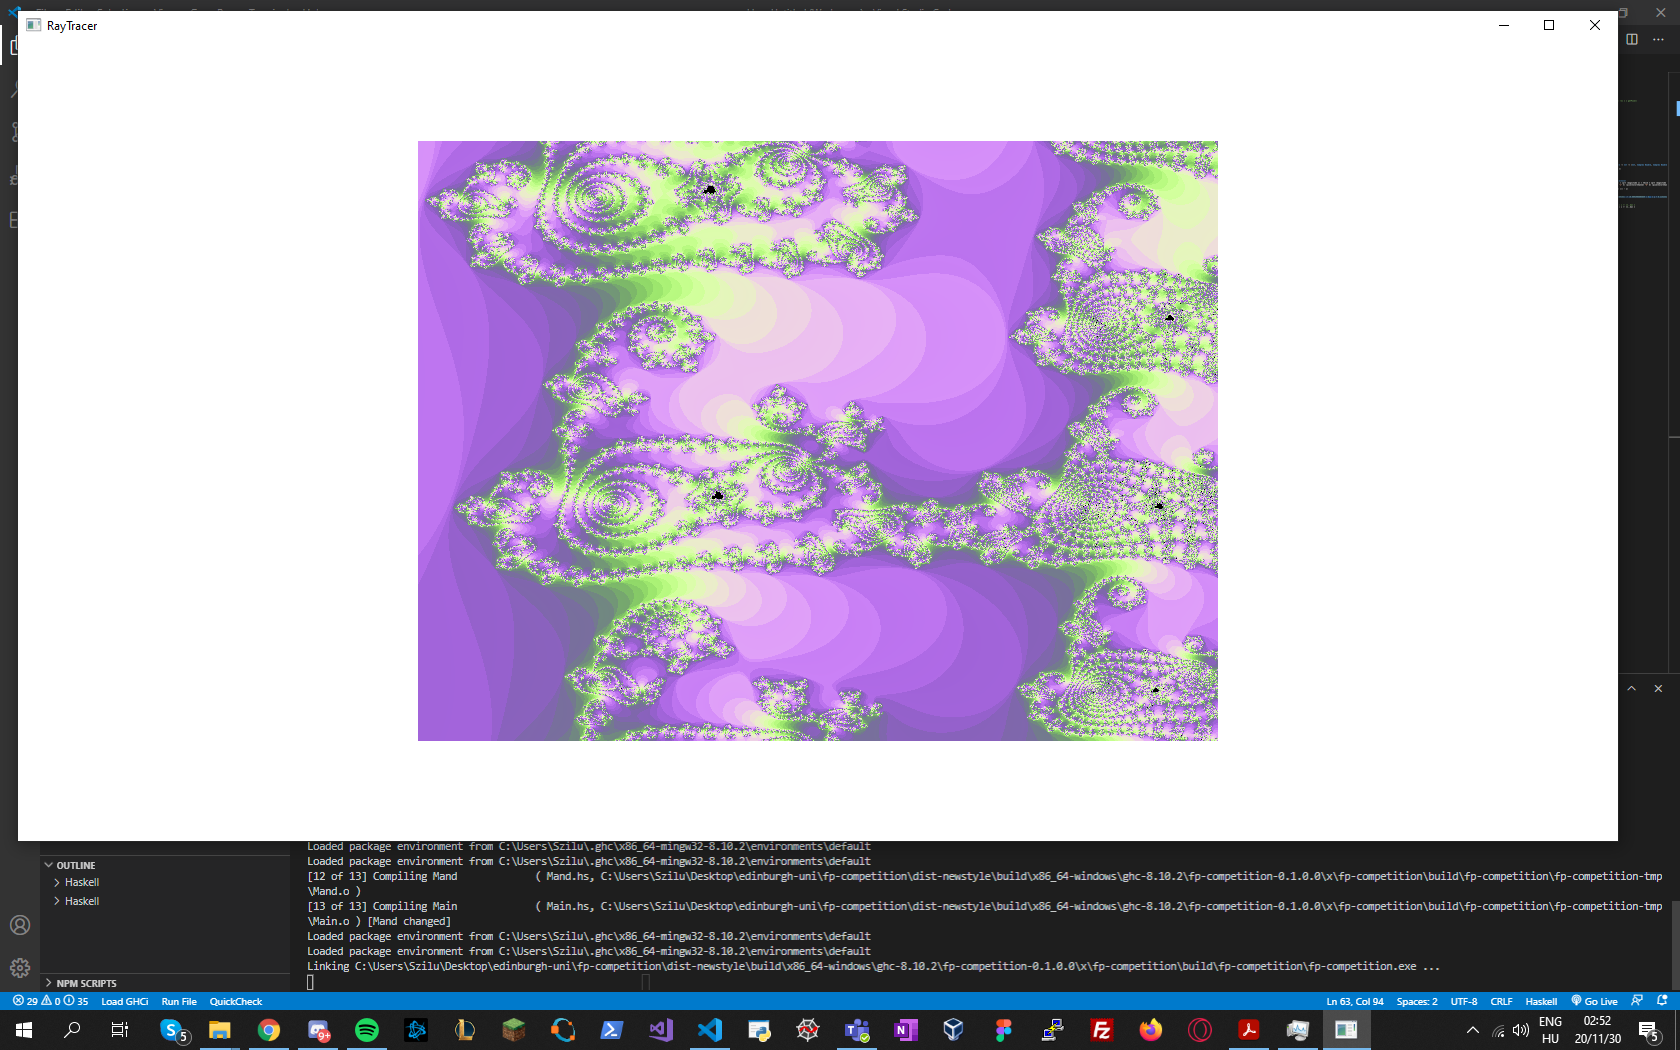 RayTracer
Loaded package environment from C:\Users\Szilu\.ghc\x86_64-mingw32-8.10.2\environments\default
OUTLINE
Loaded package environment from C:\Users\Szilu\.ghc\x86_64-mingw32-8.10.2\environments\default
Haskell
[12 of 13] Compiling Mand ( Mand.hs, C:\Users\Szilu\Desktop\edinburgh-uni\fp-competition\dist-newstyle\build\x86_64-windows\ghc-8.10.2\fp-competition-0.1.0.0\x\fp-competition\build\fp-competition\fp-competition-tmp
\Mand.o )
Haskell
[13 of 13] Compiling Main ( Main.hs, C:\Users\Szilu\Desktop\edinburgh-uni\fp-competition\dist-newstyle\build\x86_64-windows\ghc-8.10.2\fp-competition-0.1.0.0\x\fp-competition\build\fp-competition\fp-competition-tmp
\Main.o ) [Mand changed]
Loaded package environment from C:\Users\Szilu\.ghc\x86_64-mingw32-8.10.2\environments\default
Loaded package environment from C:\Users\Szilu\.ghc\x86_64-mingw32-8.10.2\environments\default
Linking C:\Users\Szilu\Desktop\edinburgh-uni\fp-competition\dist-newstyle\build\x86_64-windows\ghc-8.10.2\fp-competition-0.1.0.0\x\fp-competition\build\fp-competition\fp-competition.exe ...
NPM SCRIPTS
29 0 35 Load GHCi Run File QuickCheck Ln 63, Col 94 Spaces: 2 UTF-8 CRLF Haskell Go Live
5 9+ ENG 02:52
HU 20/11/30 5